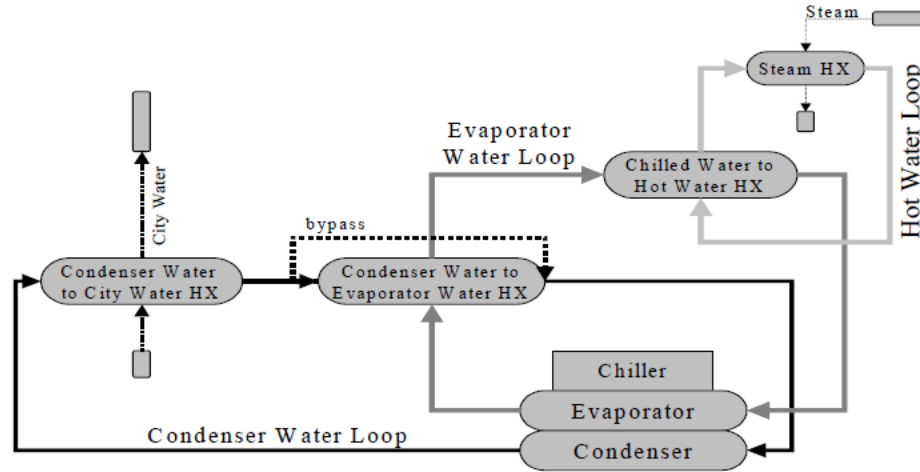 Steam
Steam HX
Hot Water Loop
Evaporator
Water Loop
Chilled Water to
Hot Water HX
City Water
bypass
Condenser Water
to City Water HX
Condenser Water to
Evaporator Water HX
Chiller
Evaporator
Condenser Water Loop
Condenser